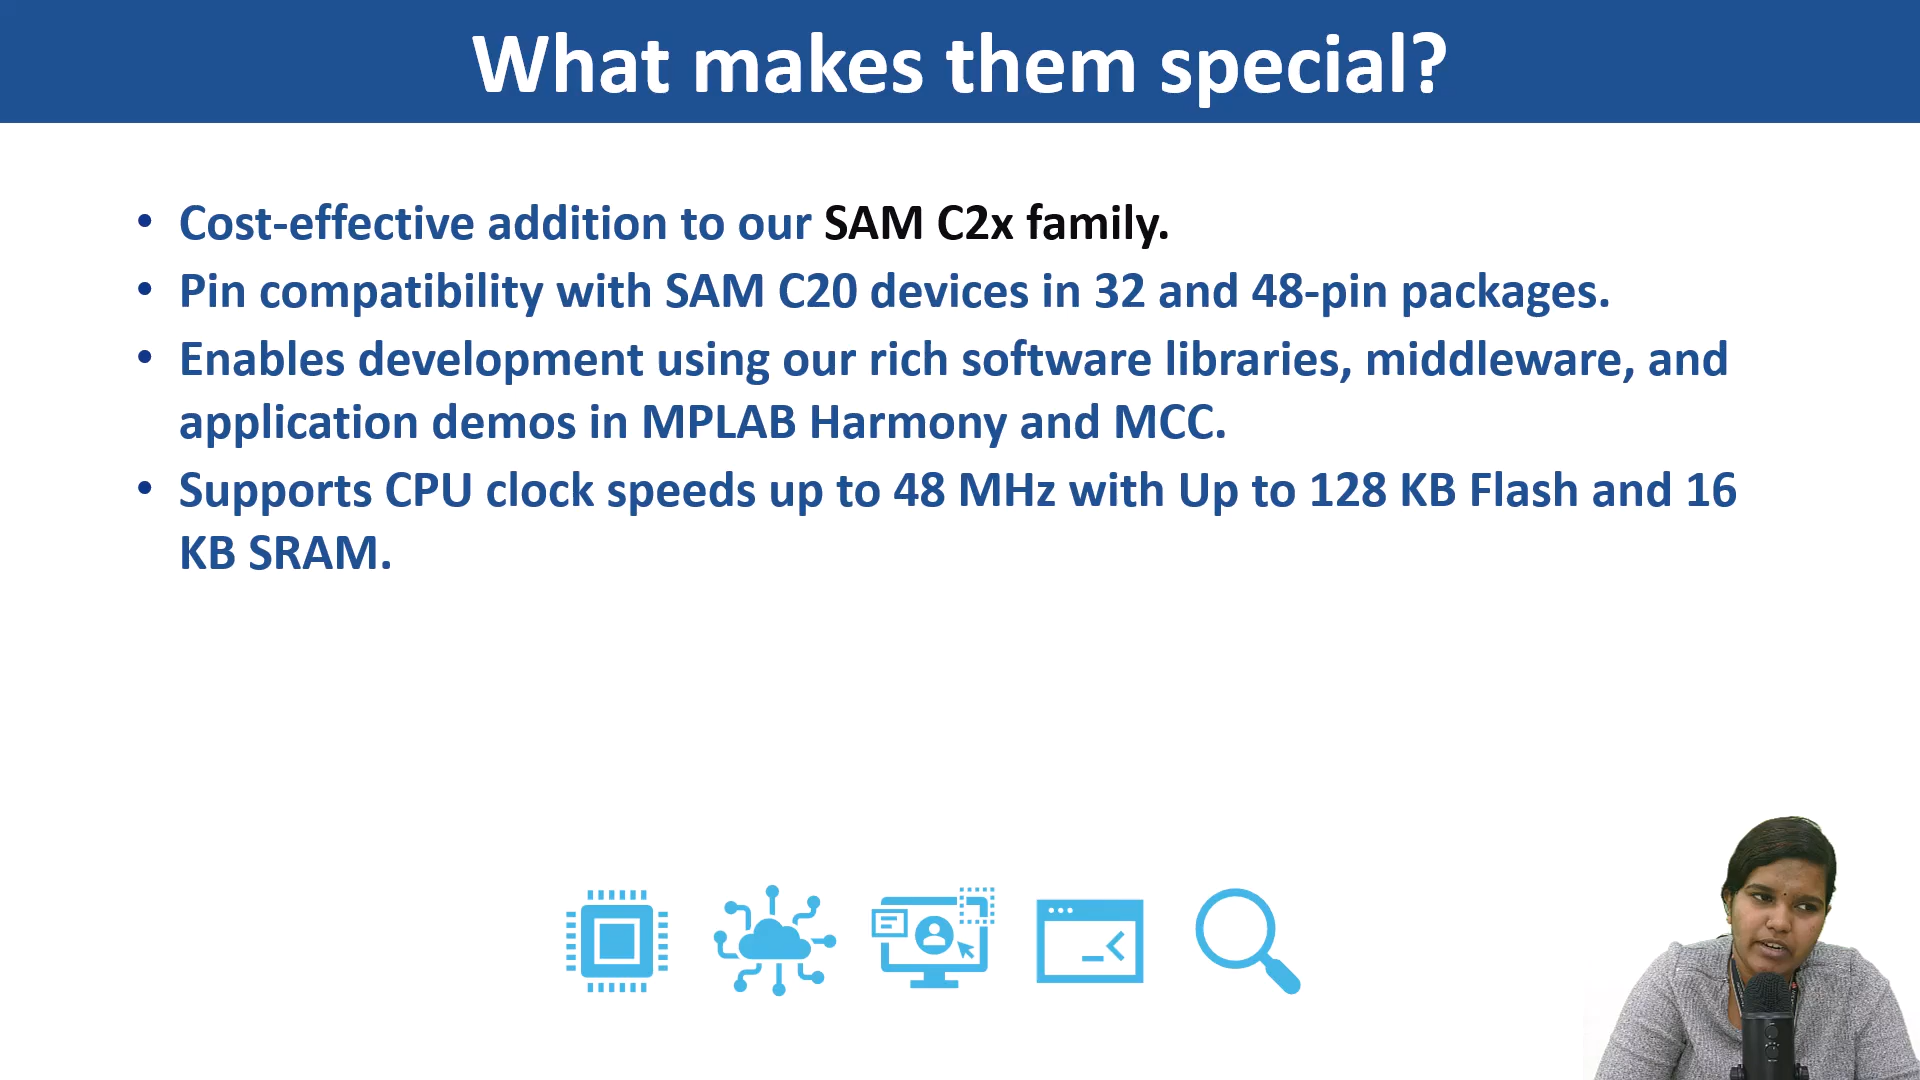 What makes them special?
• Cost-effective addition to our SAM C2x family.
• Pin compatibility with SAM C20 devices in 32 and 48-pin packages.
• Enables development using our rich software libraries, middleware, and
application demos in MPLAB Harmony and MCC.
• Supports CPU clock speeds up to 48 MHz with Up to 128 KB Flash and 16
KB SRAM.